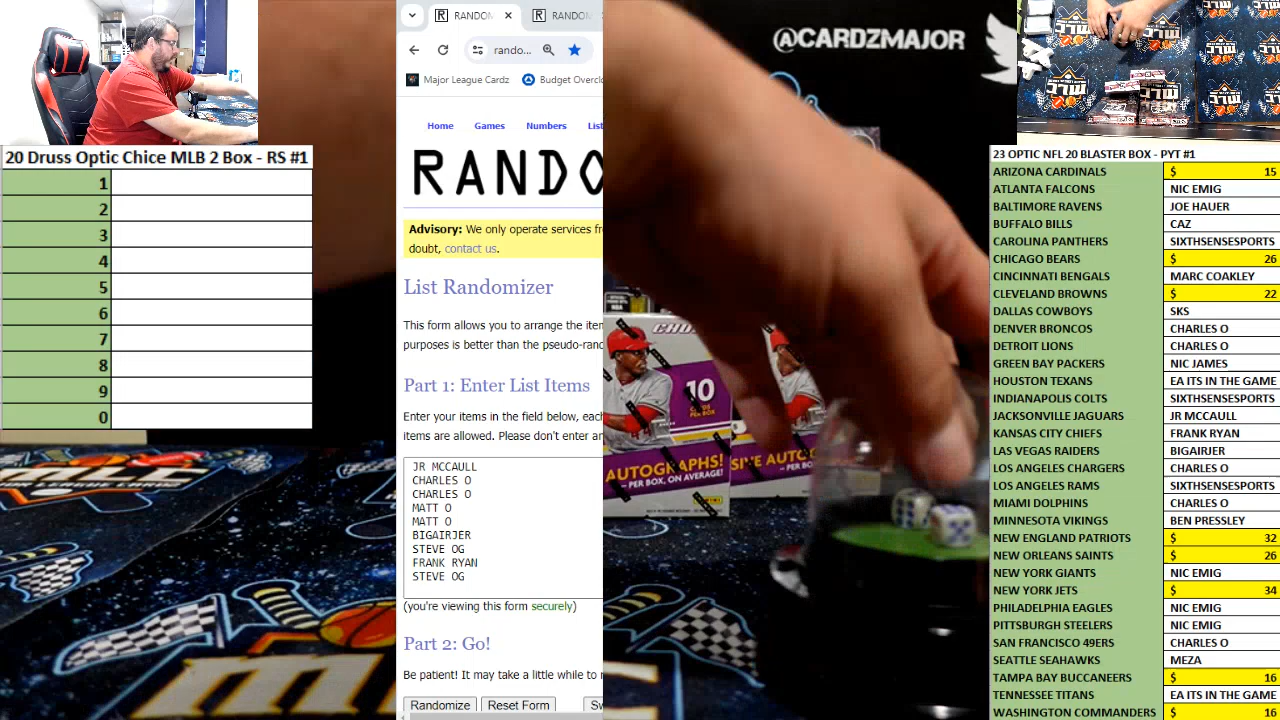 20 Druss Optic Chice MLB 2 Box - RS #1
1
2
3
4
5
6
7
8
9
0
RANDOM
RANDOM
rando...
Major League Cardz
Budget Overclo
Home Games Numbers List
RANDO
Advisory: We only operate services fr
doubt, contact us.
List Randomizer
This form allows you to arrange the item
purposes is better than the pseudo-rand
Part 1: Enter List Items
Enter your items in the field below, each
items are allowed. Please don't enter an
JR MCCAULL
CHARLES O
CHARLES O
MATT O
MATT O
BIGAIRJER
STEVE OG
FRANK RYAN
STEVE OG
(you're viewing this form securely)
Part 2: Go!
Be patient! It may take a little while to r
Randomize
Reset Form
Sw
@CARDZMAJOR
10
CARDS
PER BOX
AUTOGRAPHS!
PER BOX, ON AVERAGE!
SIVE AUTO
PER BO
PANINI
23 OPTIC NFL 20 BLASTER BOX - PYT #1
ARIZONA CARDINALS $ 15
ATLANTA FALCONS NIC EMIG
BALTIMORE RAVENS JOE HAUER
BUFFALO BILLS CAZ
CAROLINA PANTHERS SIXTHSENSESPORTS
CHICAGO BEARS $ 26
CINCINNATI BENGALS MARC COAKLEY
CLEVELAND BROWNS $ 22
DALLAS COWBOYS SKS
DENVER BRONCOS CHARLES O
DETROIT LIONS CHARLES O
GREEN BAY PACKERS NIC JAMES
HOUSTON TEXANS EA ITS IN THE GAME
INDIANAPOLIS COLTS SIXTHSENSESPORTS
JACKSONVILLE JAGUARS JR MCCAULL
KANSAS CITY CHIEFS FRANK RYAN
LAS VEGAS RAIDERS BIGAIRJER
LOS ANGELES CHARGERS CHARLES O
LOS ANGELES RAMS SIXTHSENSESPORTS
MIAMI DOLPHINS CHARLES O
MINNESOTA VIKINGS BEN PRESSLEY
NEW ENGLAND PATRIOTS $ 32
NEW ORLEANS SAINTS $ 26
NEW YORK GIANTS NIC EMIG
NEW YORK JETS $ 34
PHILADELPHIA EAGLES NIC EMIG
PITTSBURGH STEELERS NIC EMIG
SAN FRANCISCO 49ERS CHARLES O
SEATTLE SEAHAWKS MEZA
TAMPA BAY BUCCANEERS $ 16
TENNESSEE TITANS EA ITS IN THE GAME
WASHINGTON COMMANDERS $ 16